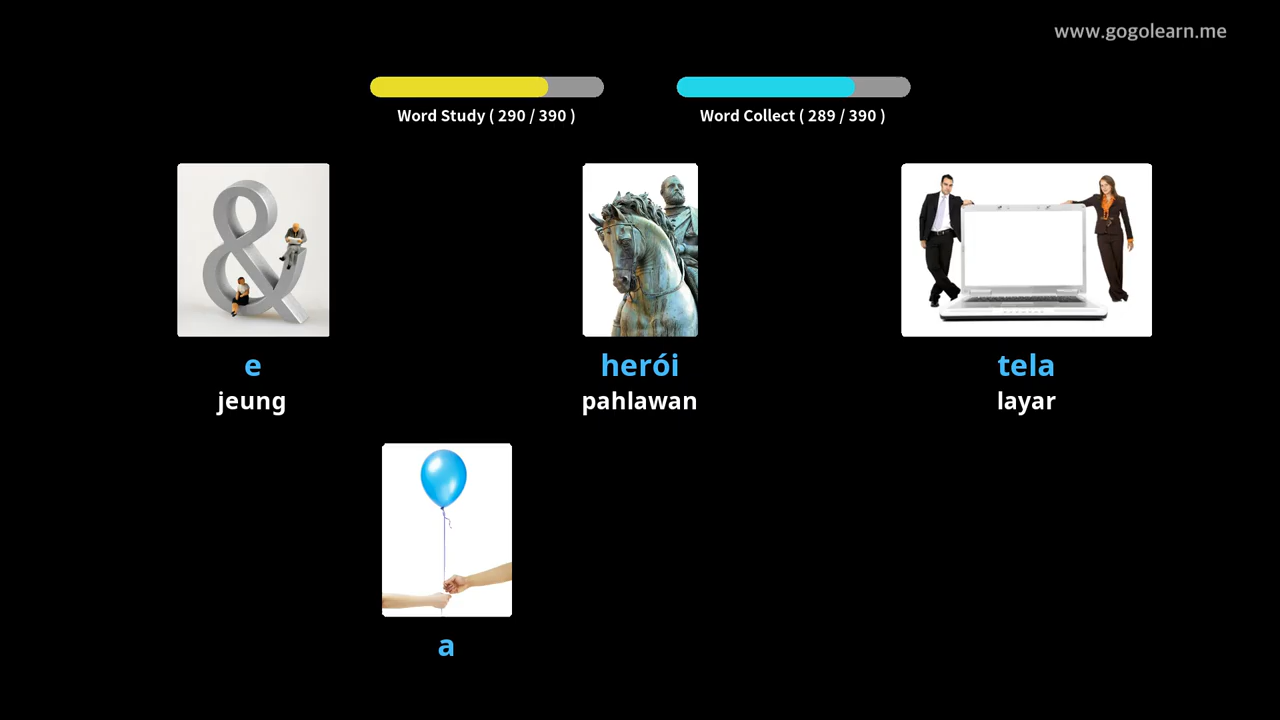 www.gogolearn.me
Word Study ( 290 / 390 )
Word Collect ( 289 / 390 )
e
herói
tela
jeung
pahlawan
layar
a